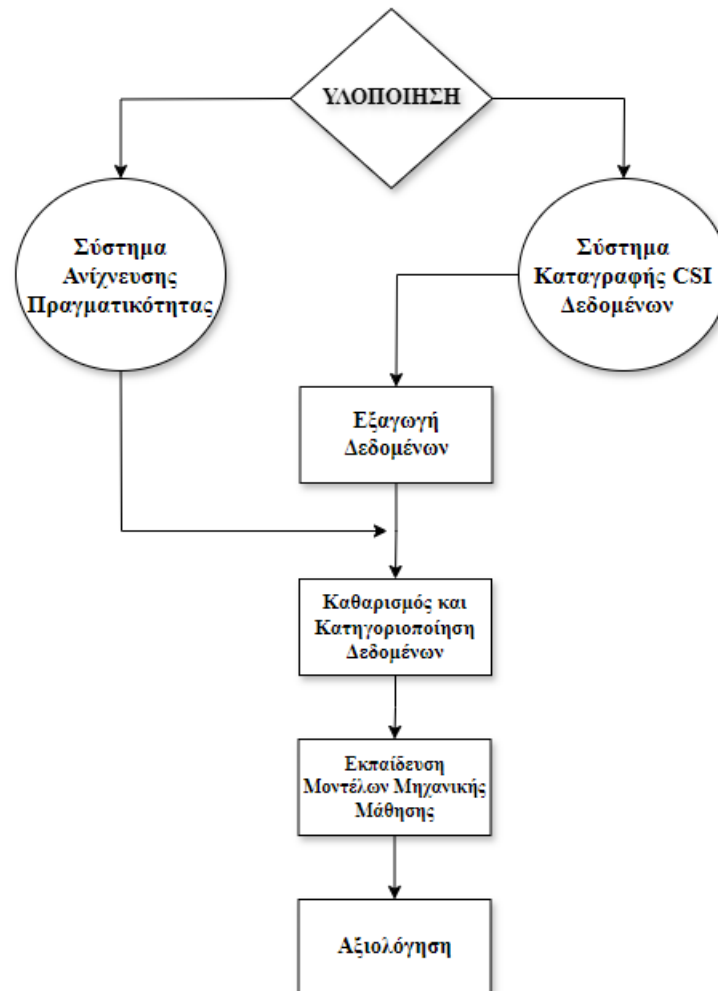 ΥΛΟΠΟΙΗΣΗ
Σύστημα
Ανίχνευσης
Πραγματικότητας
Σύστημα
Καταγραφής CSI
Δεδομένων
Εξαγωγή
Δεδομένων
Καθαρισμός και
Κατηγοριοποίηση
Δεδομένων
Εκπαίδευση
Μοντέλων Μηχανικής
Μάθησης
Αξιολόγηση